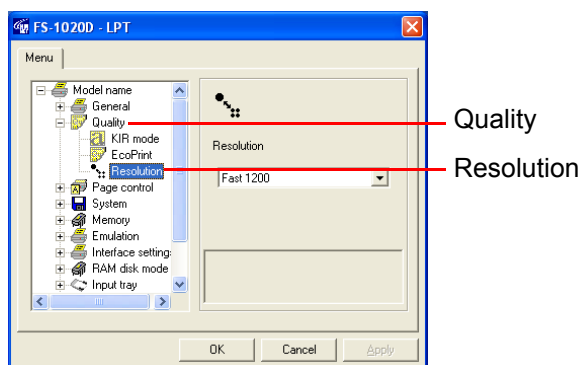 FS-1020D - LPT
Menu
Model name
General
Quality
KIR mode
EcoPrint
Resolution
Page control
System
Memory
Emulation
Interface setting
RAM disk mode
Input tray
Resolution
Fast 1200
OK
Cancel
Apply
Quality
Resolution